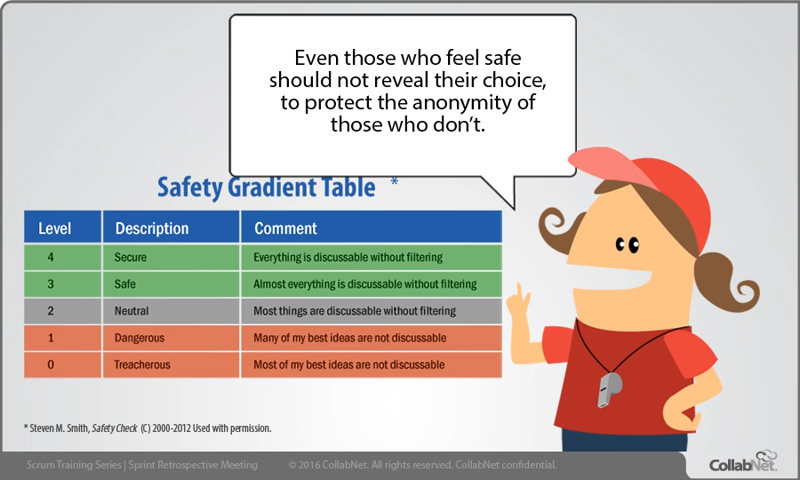 Even those who feel safe
should not reveal their choice,
to protect the anonymity of
those who don't.
Safety Gradient Table *
Level Description Comment
4 Secure Everything is discussable without filtering
3 Safe Almost everything is discussable without filtering
2 Neutral Most things are discussable without filtering
1 Dangerous Many of my best ideas are not discussable
0 Treacherous Most of my best ideas are not discussable
* Steven M. Smith, Safety Check (C) 2000-2012 Used with permission.
Scrum Training Series | Sprint Retrospective Meeting © 2016 CollabNet. All rights reserved. CollabNet confidential.
CollabNet